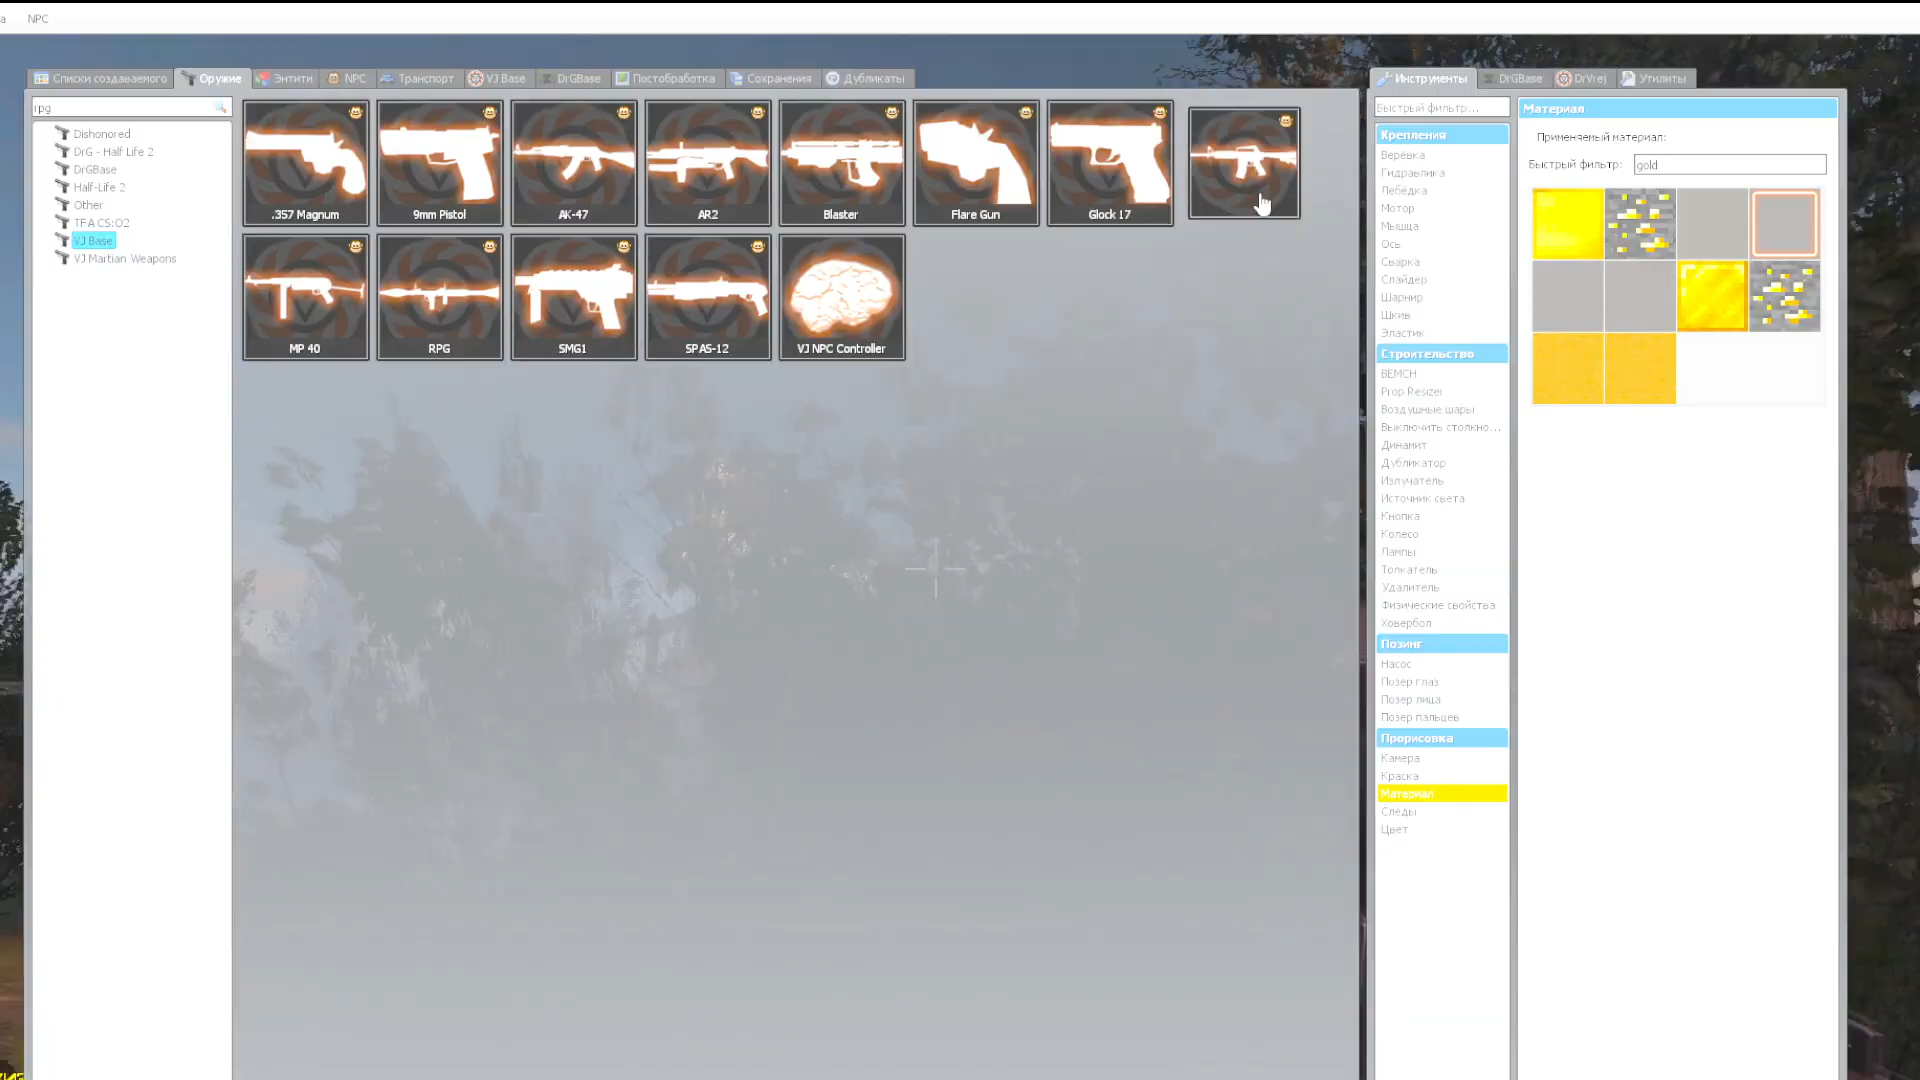 а NPC
Списки создаваемого Оружие Энтити NPC Транспорт VJ Base DrGBase Постобработка Сохранения Дубликаты
Инструменты DrGBase DrVrej Утилиты
rpg
Dishonored
DrG - Half Life 2
DrGBase
Half-Life 2
Other
TFA CS:O2
VJ Base
VJ Martian Weapons
.357 Magnum 9mm Pistol AK-47 AR2 Blaster Flare Gun Glock 17
MP 40 RPG SMG1 SPAS-12 VJ NPC Controller
Быстрый фильтр...
Крепления
Верёвка
Гидравлика
Лебёдка
Мотор
Мышца
Ось
Сварка
Слайдер
Шарнир
Шкив
Эластик
Строительство
BEMCH
Prop Resizer
Воздушные шары
Выключить столкно...
Динамит
Дубликатор
Излучатель
Источник света
Кнопка
Колесо
Лампы
Толкатель
Удалитель
Физические свойства
Ховербол
Позинг
Насос
Позер глаз
Позер лица
Позер пальцев
Прорисовка
Камера
Краска
Материал
Следы
Цвет
Материал
Применяемый материал:
Быстрый фильтр: gold